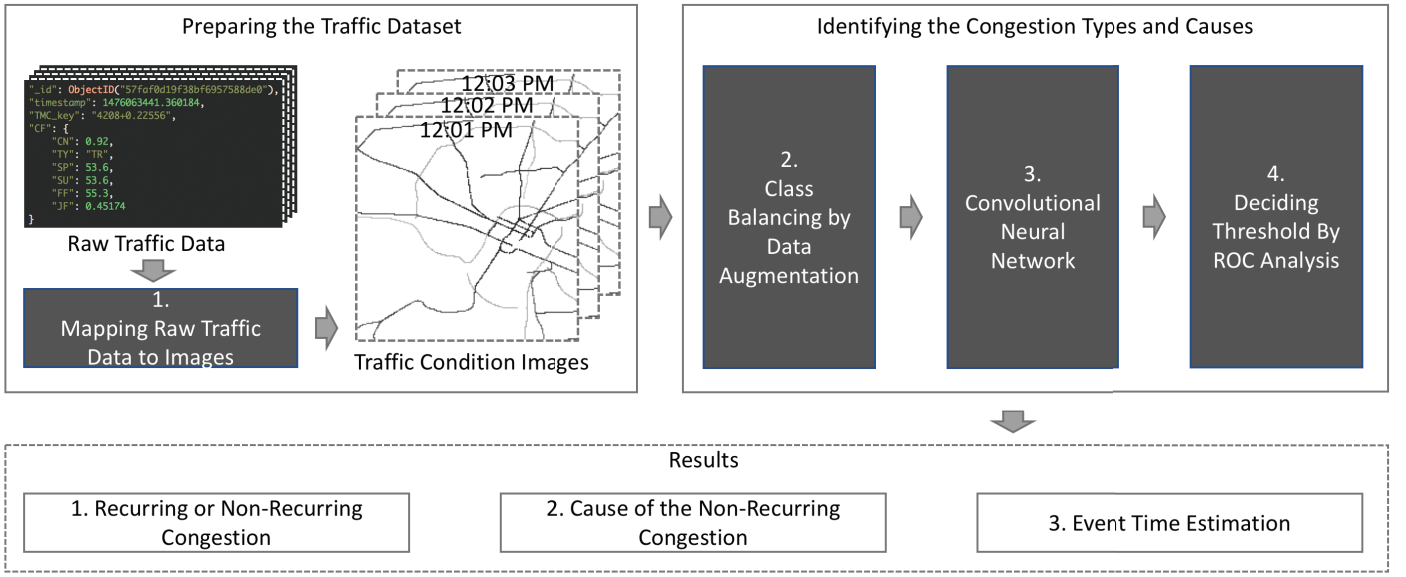 Preparing the Traffic Dataset
"_id": ObjectID("57faf0d19f38bf6957588de0"),
"timestamp": 1476063441.360184,
"TMC_key": "4208+0.22556",
"CF": {
"CN": 0.92,
"TY": "TR",
"SP": 53.6,
"SU": 53.6,
"FF": 55.3,
"JF": 0.45174
}
Raw Traffic Data
1.
Mapping Raw Traffic
Data to Images
12:03 PM
12:02 PM
12:01 PM
Traffic Condition Images
Identifying the Congestion Types and Causes
2.
Class
Balancing by
Data
Augmentation
3.
Convolutional
Neural
Network
4.
Deciding
Threshold By
ROC Analysis
Results
1. Recurring or Non-Recurring
Congestion
2. Cause of the Non-Recurring
Congestion
3. Event Time Estimation